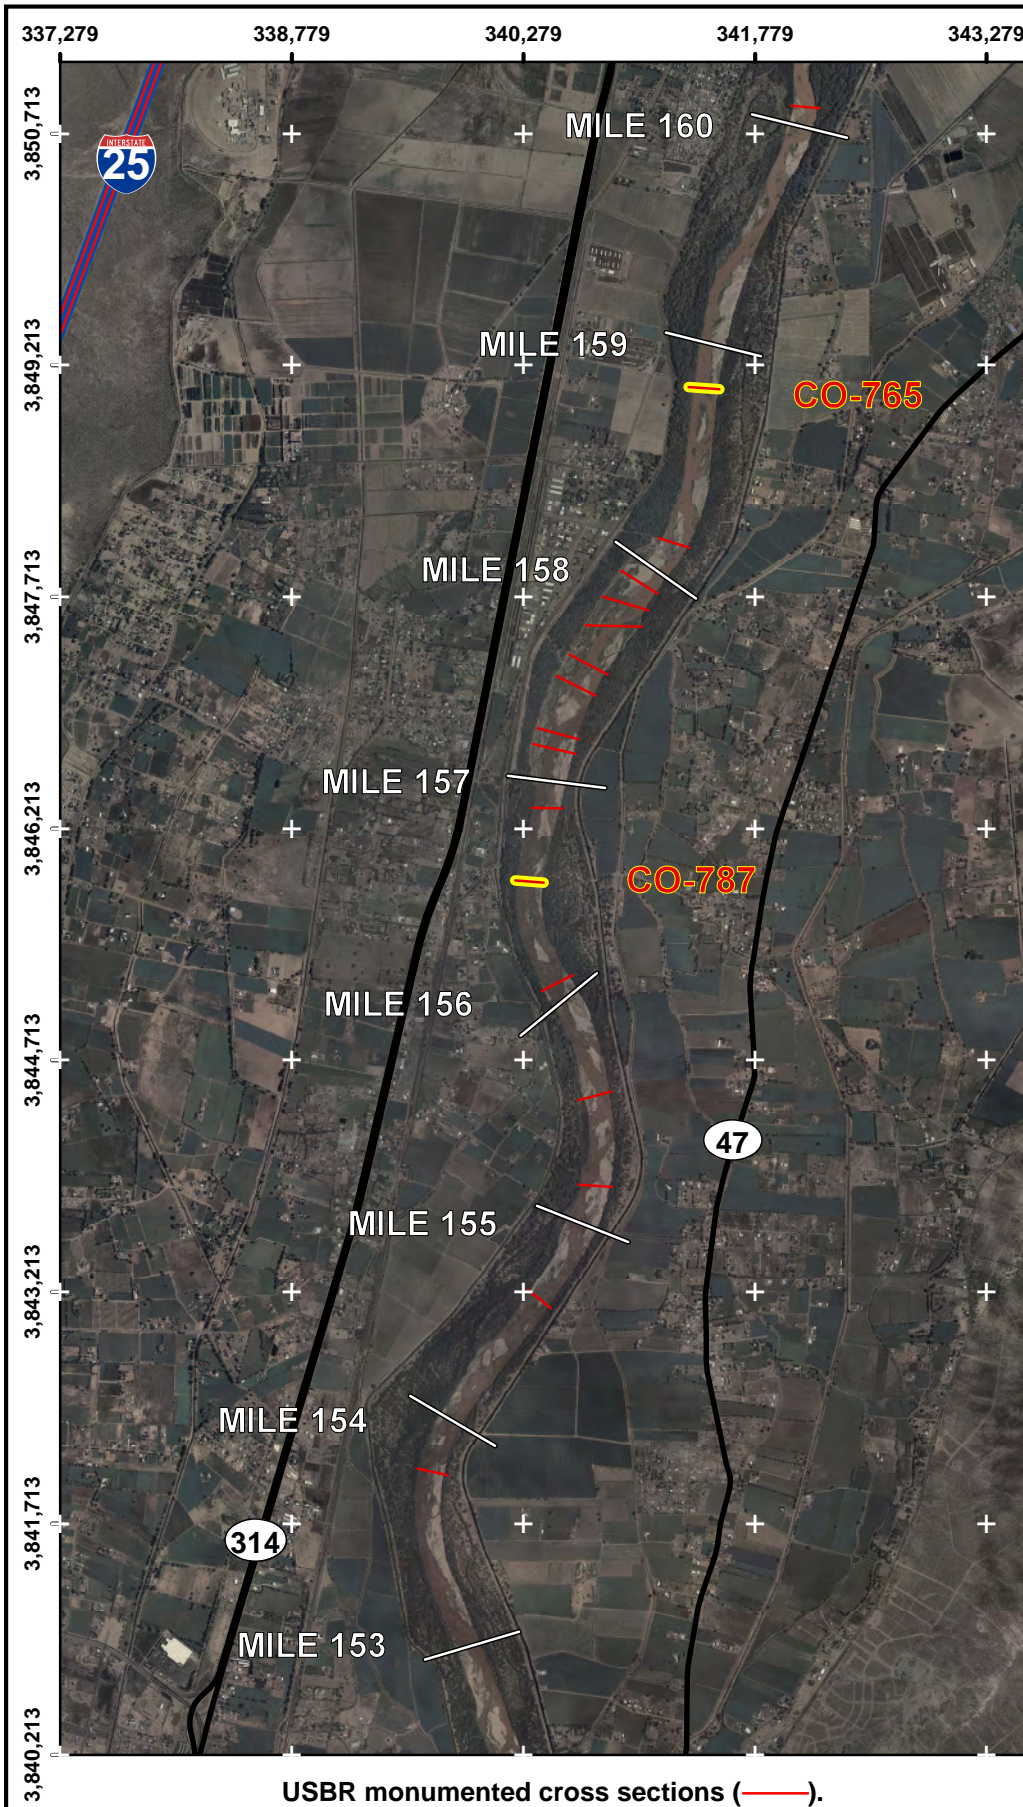 337,279 338,779 340,279 341,779 343,279
3,850,713
INTERSTATE
25
MILE 160
3,849,213
MILE 159
CO-765
3,847,713
MILE 158
MILE 157
3,846,213
CO-787
MILE 156
3,844,713
47
MILE 155
3,843,213
MILE 154
3,841,713
314
MILE 153
3,840,213
USBR monumented cross sections (——).